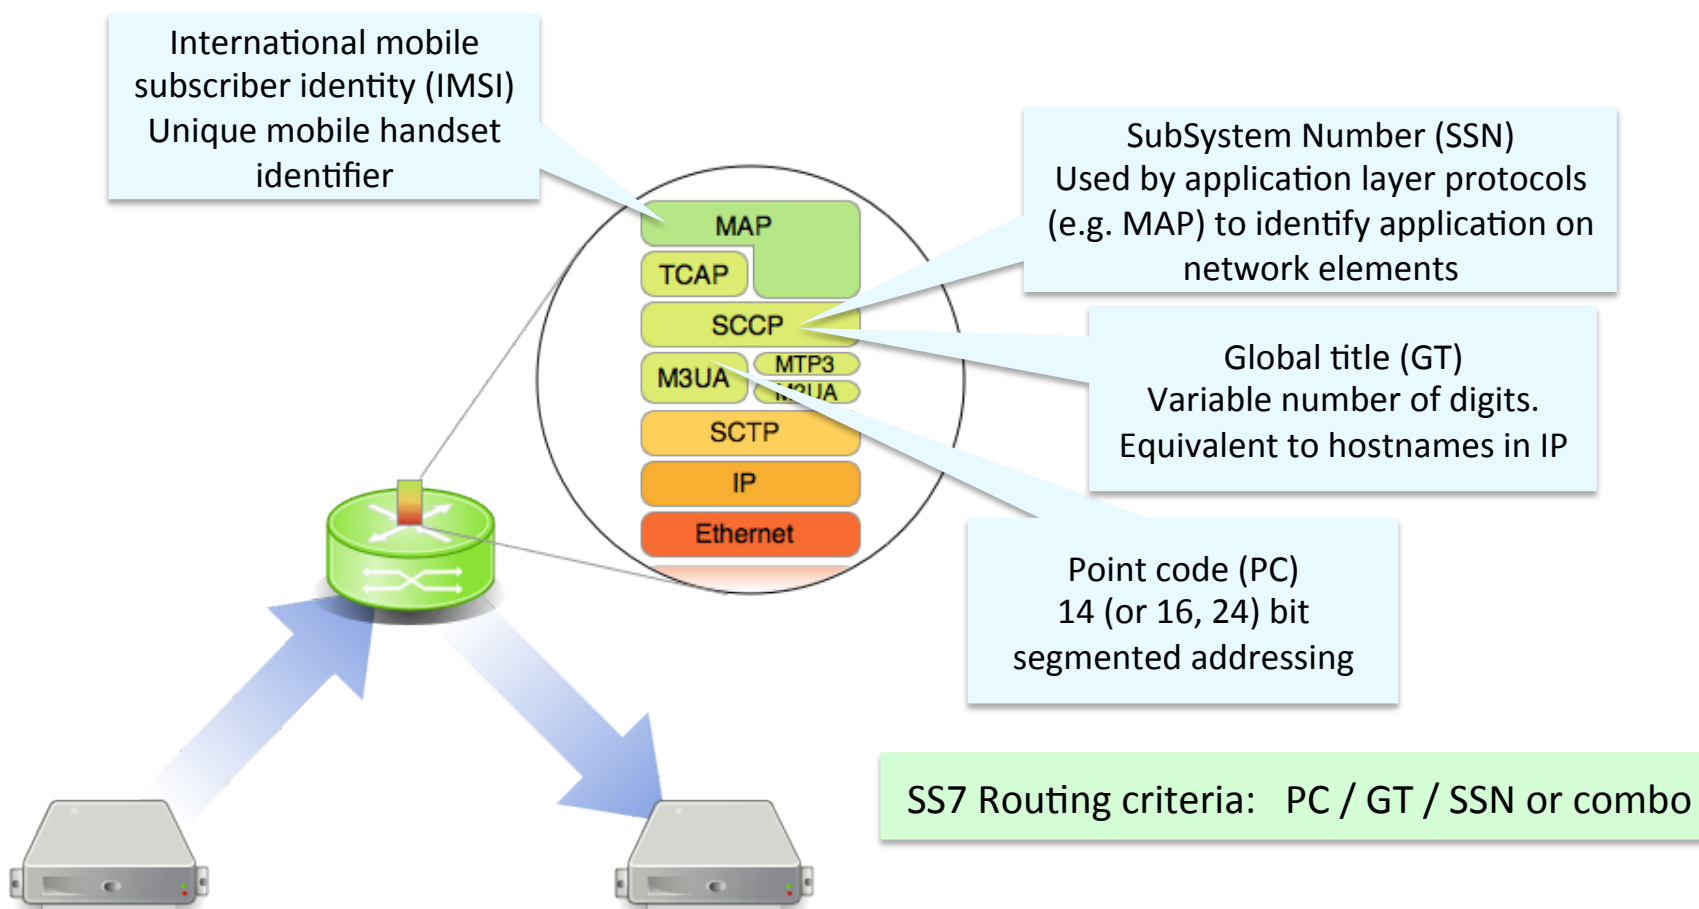 International mobile
subscriber identity (IMSI)
Unique mobile handset
identifier
SubSystem Number (SSN)
Used by application layer protocols
(e.g. MAP) to identify application on
network elements
MAP
TCAP
SCCP
M3UA
MTP3
M2UA
SCTP
IP
Ethernet
Global title (GT)
Variable number of digits.
Equivalent to hostnames in IP
Point code (PC)
14 (or 16, 24) bit
segmented addressing
SS7 Routing criteria: PC / GT / SSN or combo